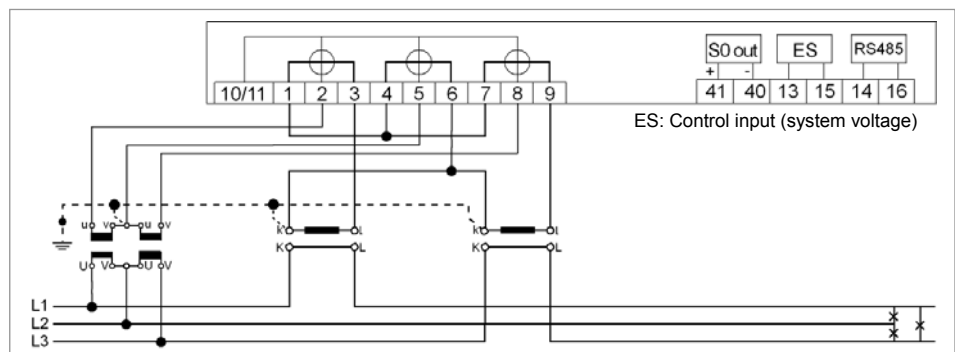 S0 out ES RS485
+ -
10/11 1 2 3 4 5 6 7 8 9 41 40 13 15 14 16
ES: Control input (system voltage)
u v u v k l k l
U V U V K L K L
L1
L2
L3